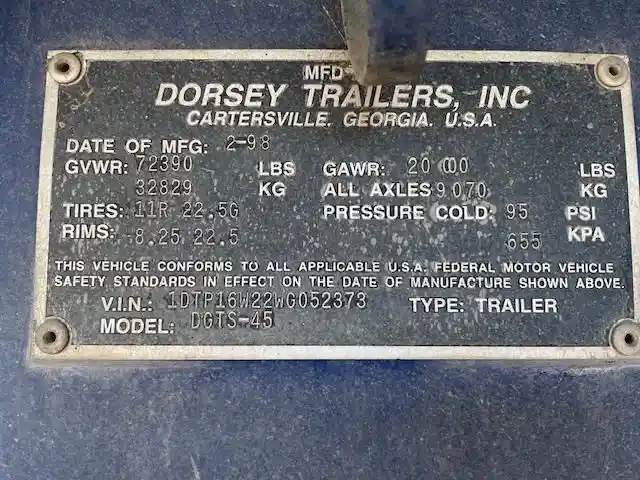 MFD
DORSEY TRAILERS, INC
CARTERSVILLE, GEORGIA, U.S.A.
DATE OF MFG: 2-98
GVWR: 72390 LBS GAWR: 20000 LBS
32829 KG ALL AXLES 9070 KG
TIRES: 11R 22.5G PRESSURE COLD: 95 PSI
RIMS: 8.25 22.5 655 KPA
THIS VEHICLE CONFORMS TO ALL APPLICABLE U.S.A. FEDERAL MOTOR VEHICLE
SAFETY STANDARDS IN EFFECT ON THE DATE OF MANUFACTURE SHOWN ABOVE.
V.I.N.: 1DTP16W22WG052373 TYPE: TRAILER
MODEL: DGTS-45